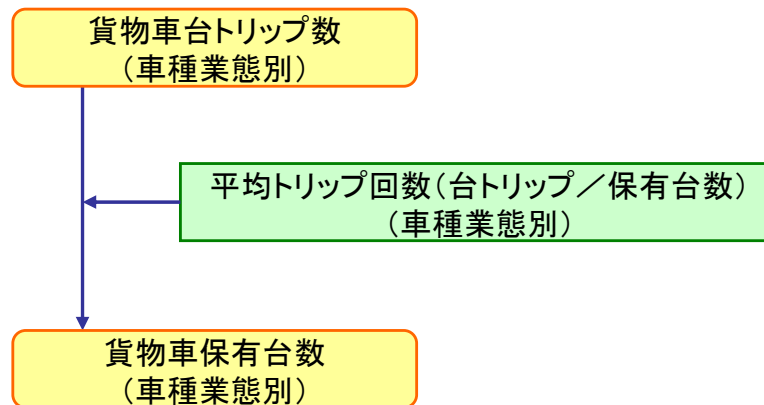 貨物車台トリップ数
（車種業態別）
平均トリップ回数（台トリップ／保有台数）
（車種業態別）
貨物車保有台数
（車種業態別）